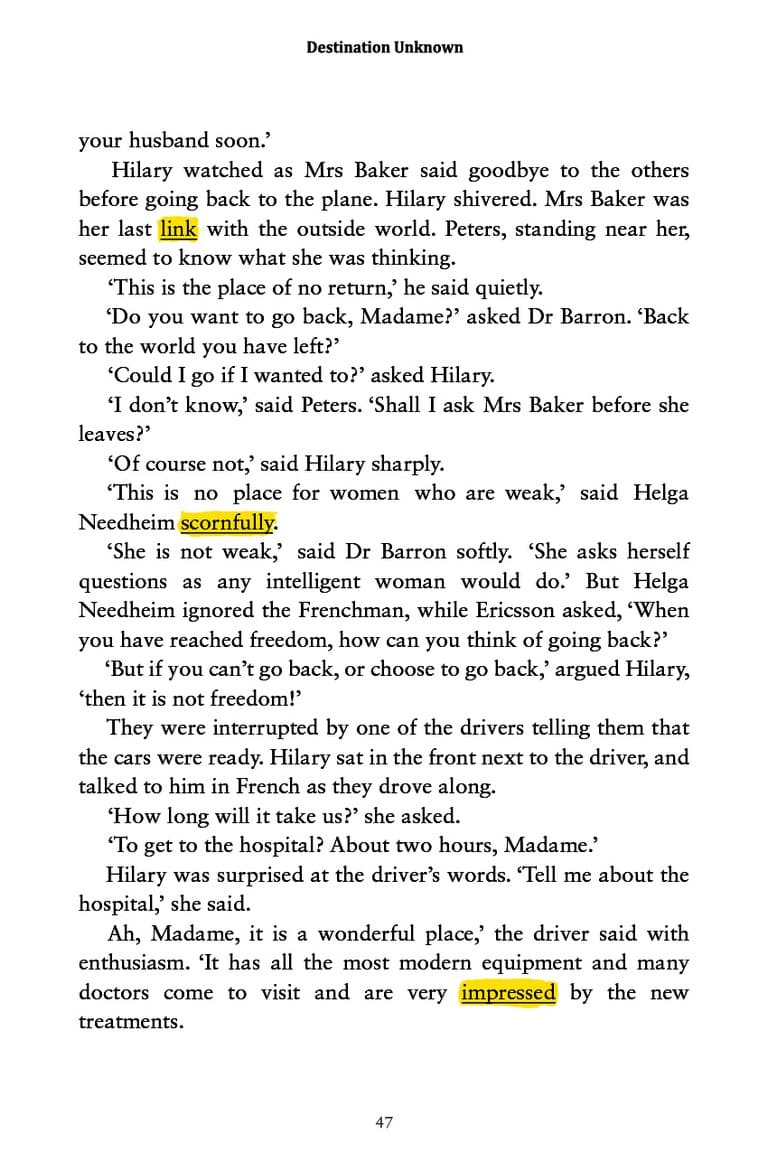 Destination Unknown
your husband soon.’
Hilary watched as Mrs Baker said goodbye to the others
before going back to the plane. Hilary shivered. Mrs Baker was
her last link with the outside world. Peters, standing near her,
seemed to know what she was thinking.
‘This is the place of no return,’ he said quietly.
‘Do you want to go back, Madame?’ asked Dr Barron. ‘Back
to the world you have left?’
‘Could I go if I wanted to?’ asked Hilary.
‘I don’t know,’ said Peters. ‘Shall I ask Mrs Baker before she
leaves?’
‘Of course not,’ said Hilary sharply.
‘This is no place for women who are weak,’ said Helga
Needheim scornfully.
‘She is not weak,’ said Dr Barron softly. ‘She asks herself
questions as any intelligent woman would do.’ But Helga
Needheim ignored the Frenchman, while Ericsson asked, ‘When
you have reached freedom, how can you think of going back?’
‘But if you can’t go back, or choose to go back,’ argued Hilary,
‘then it is not freedom!’
They were interrupted by one of the drivers telling them that
the cars were ready. Hilary sat in the front next to the driver, and
talked to him in French as they drove along.
‘How long will it take us?’ she asked.
‘To get to the hospital? About two hours, Madame.’
Hilary was surprised at the driver’s words. ‘Tell me about the
hospital,’ she said.
Ah, Madame, it is a wonderful place,’ the driver said with
enthusiasm. ‘It has all the most modern equipment and many
doctors come to visit and are very impressed by the new
treatments.
47